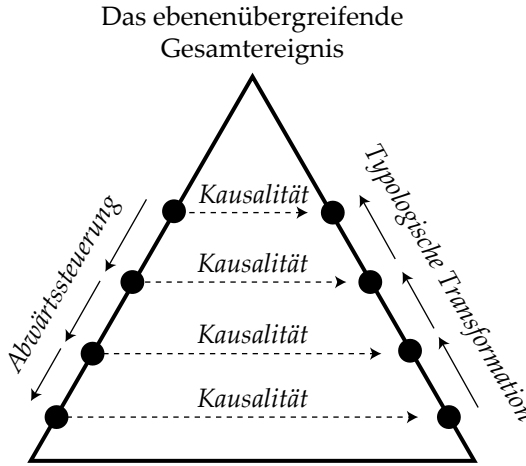 Das ebenenübergreifende
Gesamtereignis
Abwärtssteuerung
Typologische Transformation
Kausalität
Kausalität
Kausalität
Kausalität